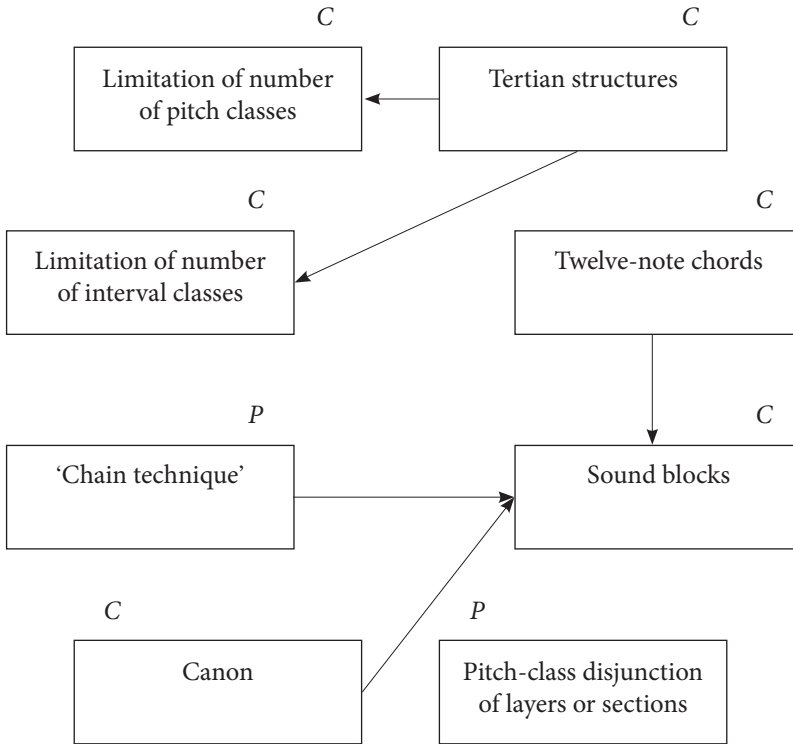 C
C
Limitation of number
of pitch classes
Tertian structures
C
C
Limitation of number
of interval classes
Twelve-note chords
P
C
‘Chain technique’
Sound blocks
C
P
Canon
Pitch-class disjunction
of layers or sections